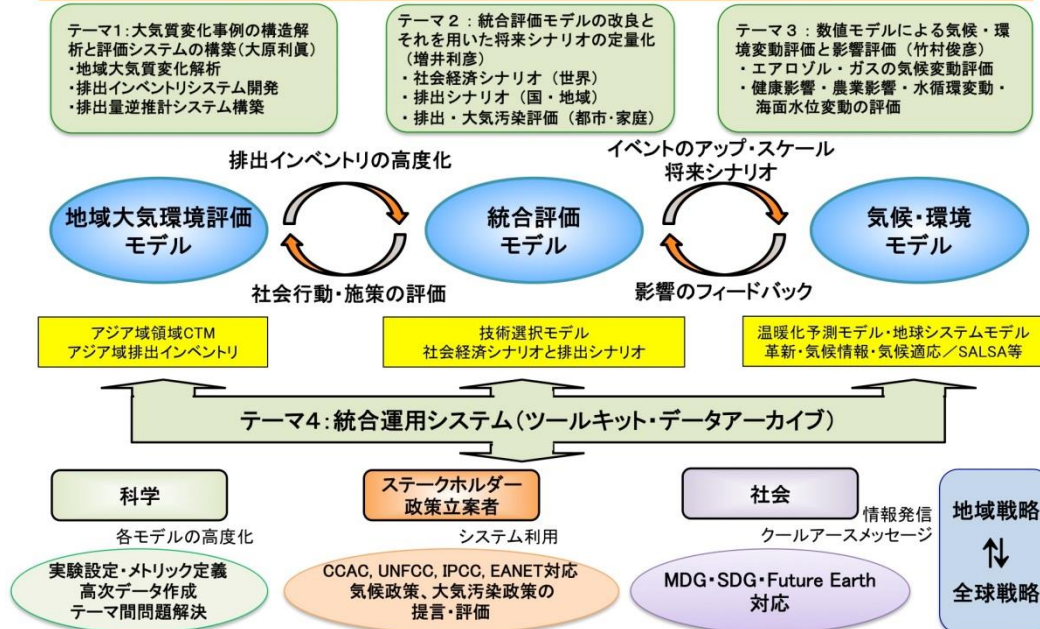 テーマ1:大気質変化事例の構造解
析と評価システムの構築(大原利眞)
・地域大気質変化解析
・排出インベントリシステム開発
・排出量逆推計システム構築
テーマ2:統合評価モデルの改良と
それを用いた将来シナリオの定量化
(増井利彦)
・社会経済シナリオ(世界)
・排出シナリオ(国・地域)
・排出・大気汚染評価(都市・家庭)
テーマ3:数値モデルによる気候・環
境変動評価と影響評価(竹村俊彦)
・エアロゾル・ガスの気候変動評価
・健康影響・農業影響・水循環変動・
海面水位変動の評価
排出インベントリの高度化
イベントのアップ・スケール
将来シナリオ
地域大気環境評価
モデル
統合評価
モデル
気候・環境
モデル
社会行動・施策の評価
影響のフィードバック
アジア域領域CTM
アジア域排出インベントリ
技術選択モデル
社会経済シナリオと排出シナリオ
温暖化予測モデル・地球システムモデル
革新・気候情報・気候適応/SALSA等
テーマ4:統合運用システム(ツールキット・データアーカイブ)
科学
各モデルの高度化
実験設定・メトリック定義
高次データ作成
テーマ間問題解決
ステークホルダー
政策立案者
システム利用
CCAC, UNFCC, IPCC, EANET対応
気候政策、大気汚染政策の
提言・評価
社会
情報発信
クールアースメッセージ
MDG・SDG・Future Earth
対応
地域戦略
⇅
全球戦略